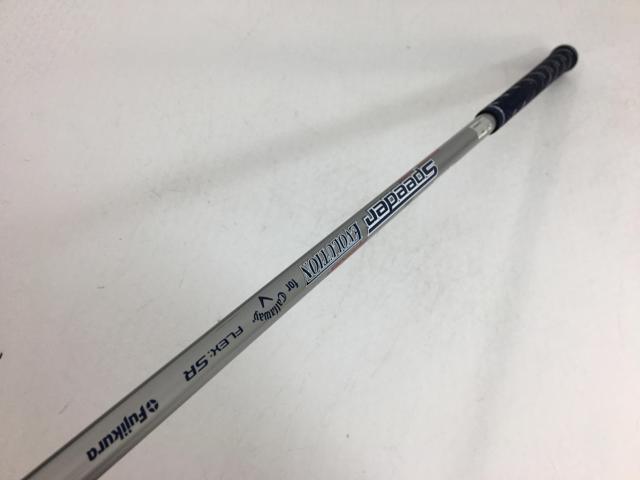 Speeder
EVOLUTION
for Callaway
FLEX: SR
Fujikura